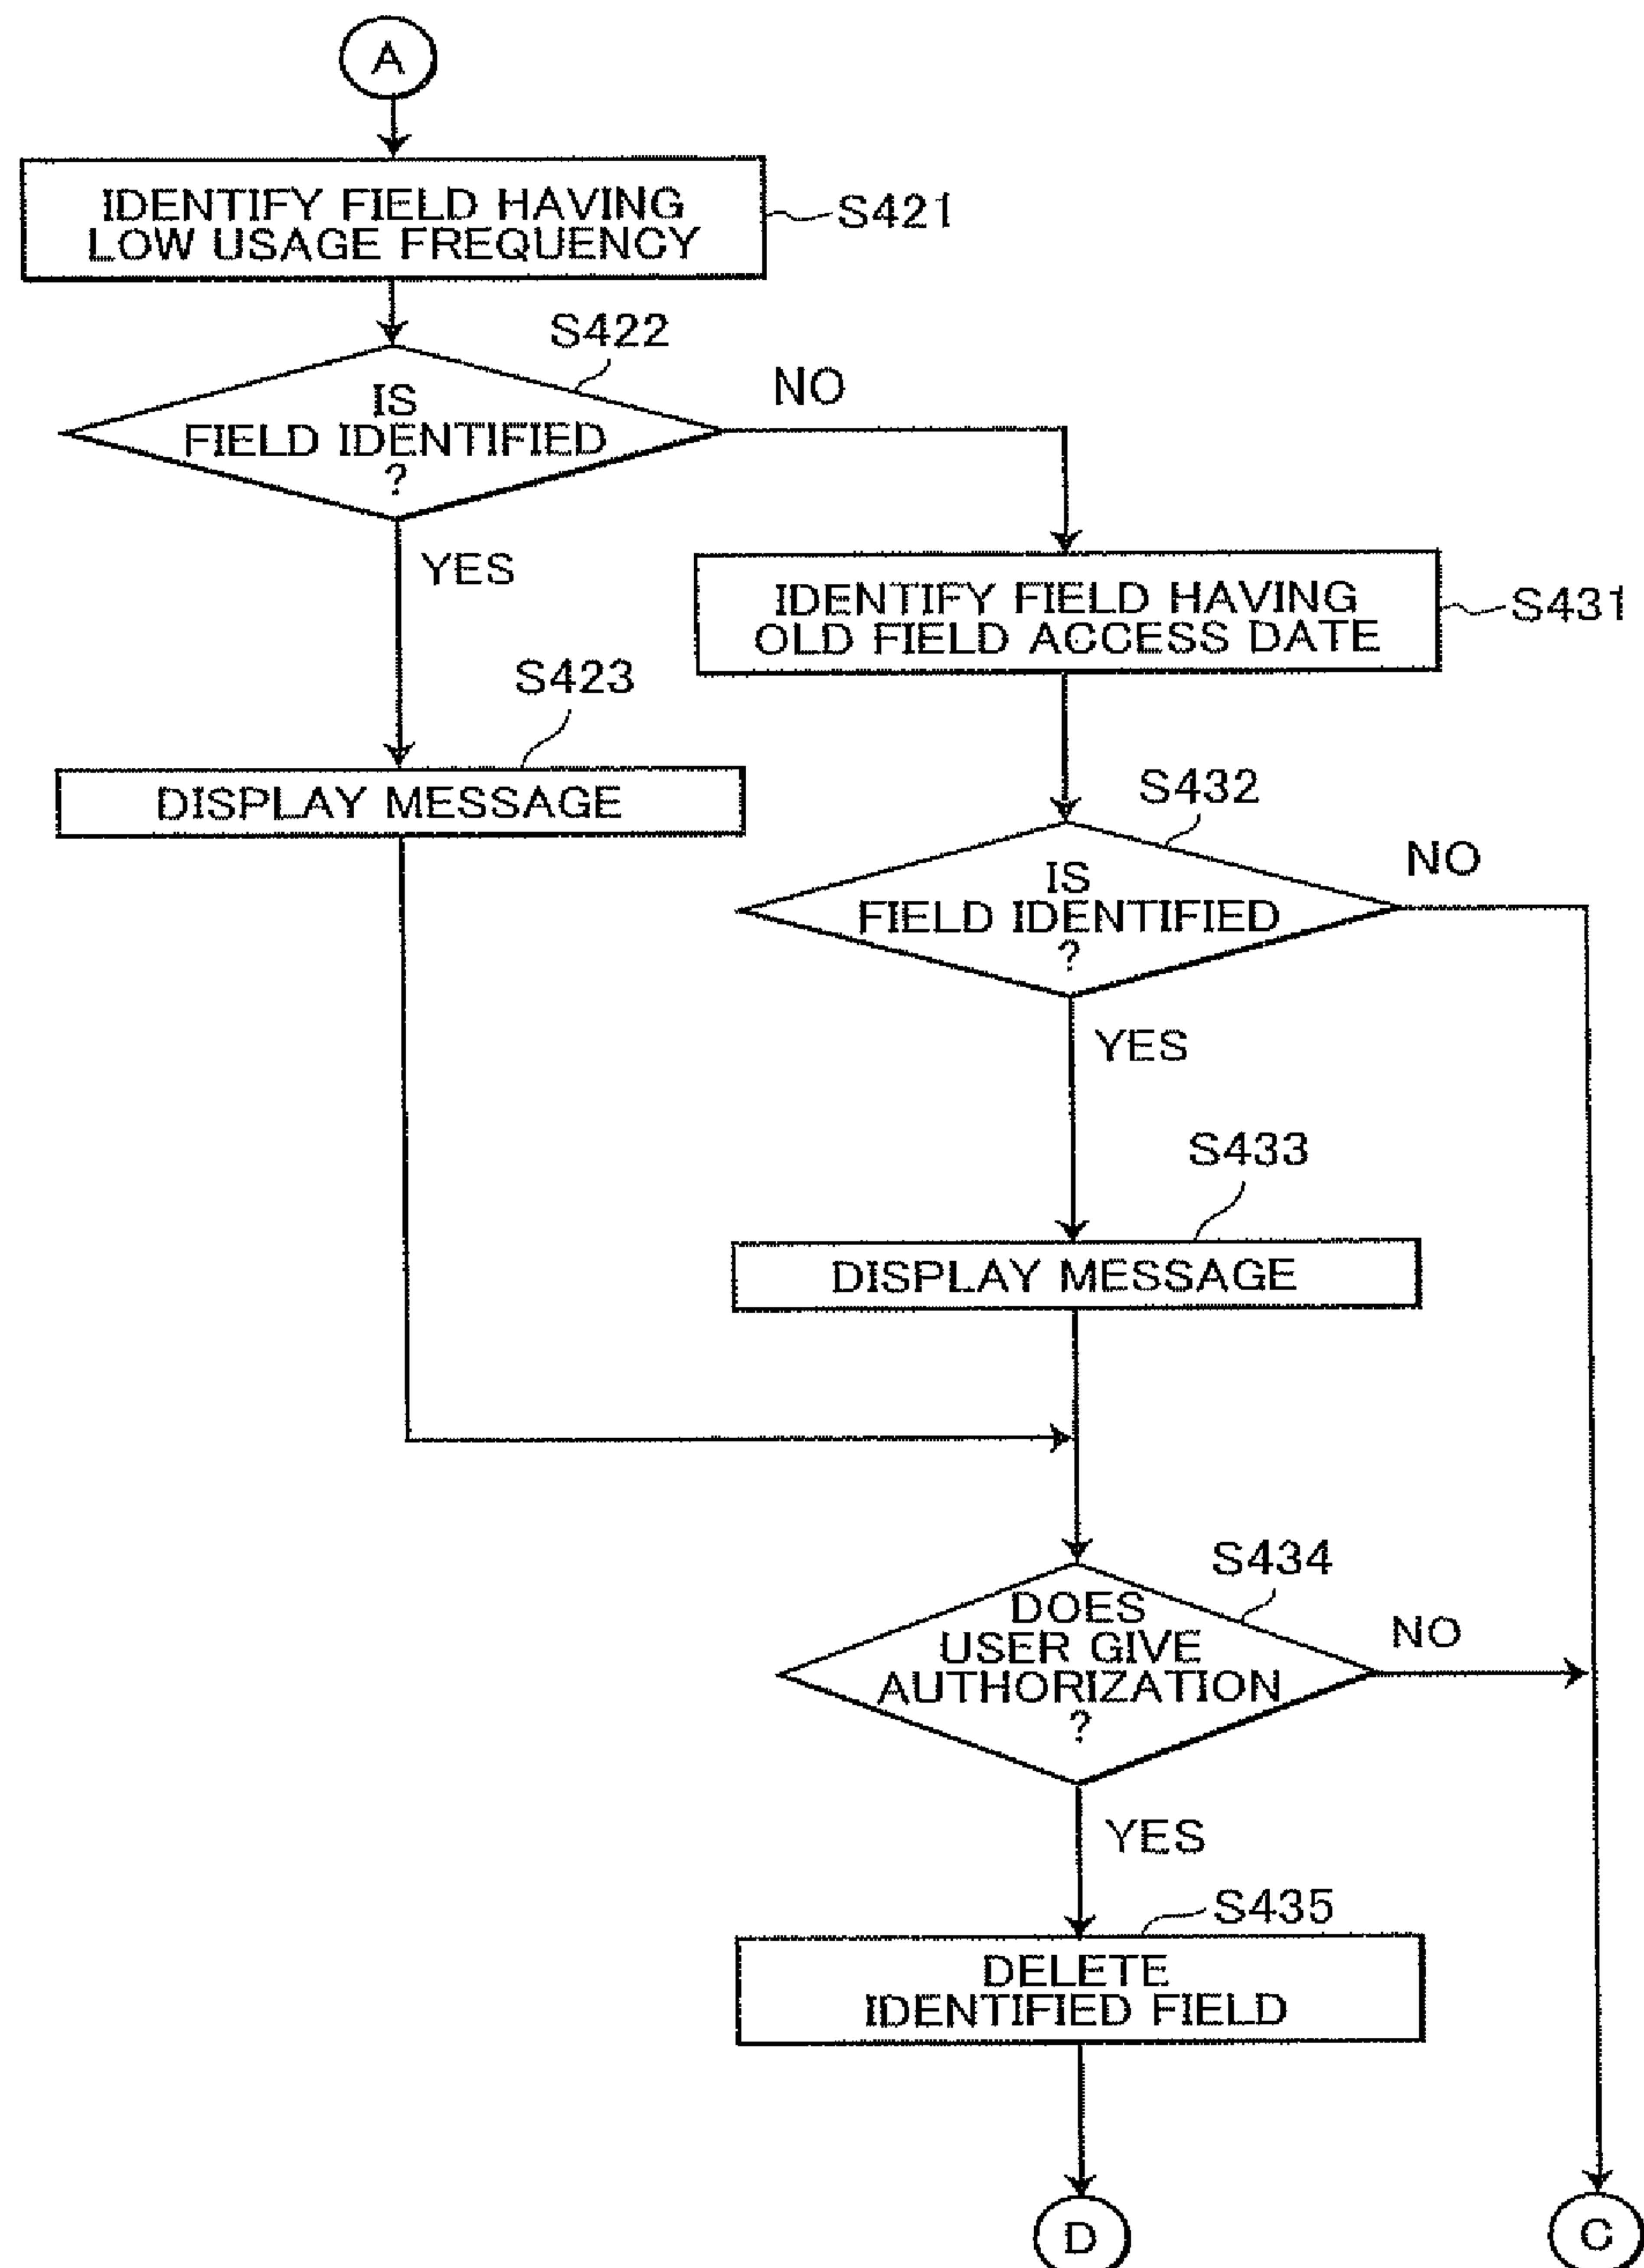 A
IDENTIFY FIELD HAVING
LOW USAGE FREQUENCY
S421
S422
IS
FIELD IDENTIFIED
?
NO
YES
IDENTIFY FIELD HAVING
OLD FIELD ACCESS DATE
S431
S423
DISPLAY MESSAGE
S432
IS
FIELD IDENTIFIED
?
NO
YES
S433
DISPLAY MESSAGE
S434
DOES
USER GIVE
AUTHORIZATION
?
NO
YES
S435
DELETE
IDENTIFIED FIELD
D
C